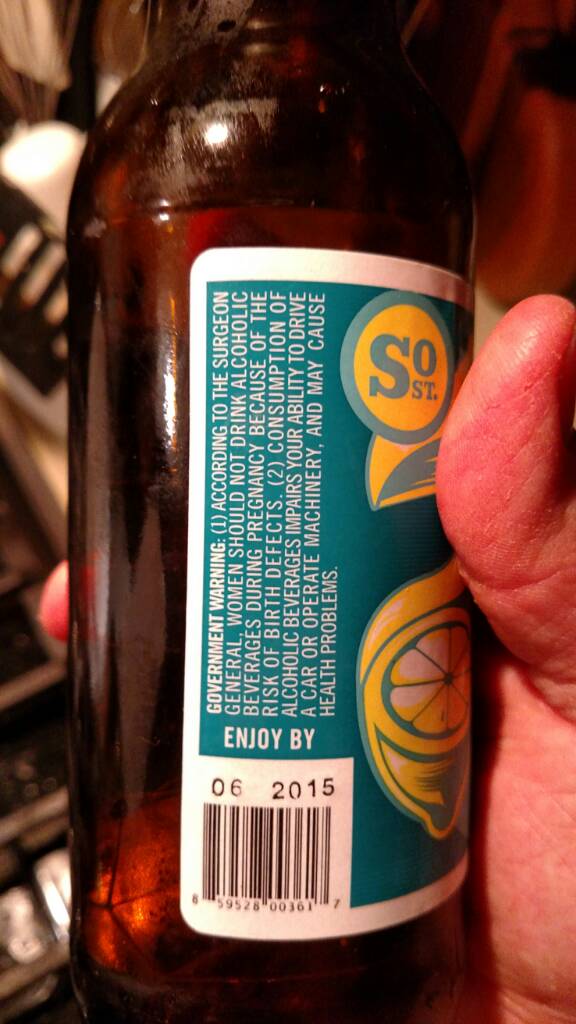 GOVERNMENT WARNING: (1) ACCORDING TO THE SURGEON
GENERAL, WOMEN SHOULD NOT DRINK ALCOHOLIC
BEVERAGES DURING PREGNANCY BECAUSE OF THE
RISK OF BIRTH DEFECTS. (2) CONSUMPTION OF
ALCOHOLIC BEVERAGES IMPAIRS YOUR ABILITY TO DRIVE
A CAR OR OPERATE MACHINERY, AND MAY CAUSE
HEALTH PROBLEMS.
So
ST.
ENJOY BY
06 2015
8 59528 00361 7